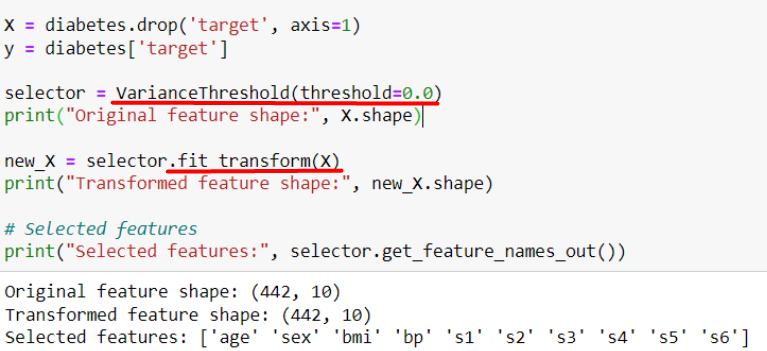 X = diabetes.drop('target', axis=1)
y = diabetes['target']
selector = VarianceThreshold(threshold=0.0)
print("Original feature shape:", X.shape)
new_X = selector.fit_transform(X)
print("Transformed feature shape:", new_X.shape)
# Selected features
print("Selected features:", selector.get_feature_names_out())
Original feature shape: (442, 10)
Transformed feature shape: (442, 10)
Selected features: ['age' 'sex' 'bmi' 'bp' 's1' 's2' 's3' 's4' 's5' 's6']